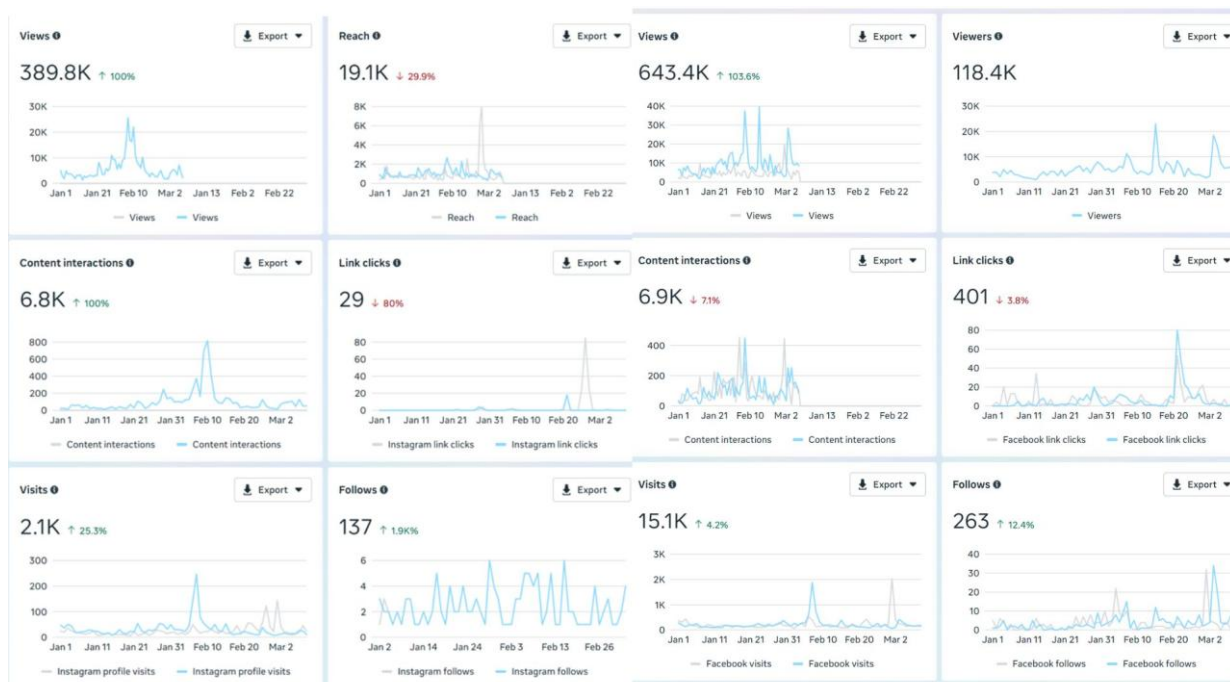 Views
Export
389.8K ↑ 100%
30K
20K
10K
0
Jan 1 Jan 21 Feb 10 Mar 2 Jan 13 Feb 2 Feb 22
Views Views
Reach
Export
19.1K ↓ 29.9%
8K
6K
4K
2K
0
Jan 1 Jan 21 Feb 10 Mar 2 Jan 13 Feb 2 Feb 22
Reach Reach
Views
Export
643.4K ↑ 103.6%
40K
30K
20K
10K
0
Jan 1 Jan 21 Feb 10 Mar 2 Jan 13 Feb 2 Feb 22
Views Views
Viewers
Export
118.4K
30K
20K
10K
0
Jan 1 Jan 11 Jan 21 Jan 31 Feb 10 Feb 20 Mar 2
Viewers
Content interactions
Export
6.8K ↑ 100%
800
600
400
200
0
Jan 1 Jan 11 Jan 21 Jan 31 Feb 10 Feb 20 Mar 2
Content interactions Content interactions
Link clicks
Export
29 ↓ 80%
80
60
40
20
0
Jan 1 Jan 11 Jan 21 Jan 31 Feb 10 Feb 20 Mar 2
Instagram link clicks Instagram link clicks
Content interactions
Export
6.9K ↓ 7.1%
400
200
0
Jan 1 Jan 21 Feb 10 Mar 2 Jan 13 Feb 2 Feb 22
Content interactions Content interactions
Link clicks
Export
401 ↓ 3.8%
80
60
40
20
0
Jan 1 Jan 11 Jan 21 Jan 31 Feb 10 Feb 20 Mar 2
Facebook link clicks Facebook link clicks
Visits
Export
2.1K ↑ 25.3%
300
200
100
0
Jan 1 Jan 11 Jan 21 Jan 31 Feb 10 Feb 20 Mar 2
Instagram profile visits Instagram profile visits
Follows
Export
137 ↑ 1.9K%
6
4
2
0
Jan 2 Jan 14 Jan 24 Feb 3 Feb 13 Feb 26
Instagram follows Instagram follows
Visits
Export
15.1K ↑ 4.2%
3K
2K
1K
0
Jan 1 Jan 11 Jan 21 Jan 31 Feb 10 Feb 20 Mar 2
Facebook visits Facebook visits
Follows
Export
263 ↑ 12.4%
40
30
20
10
0
Jan 1 Jan 11 Jan 21 Jan 31 Feb 10 Feb 20 Mar 2
Facebook follows Facebook follows